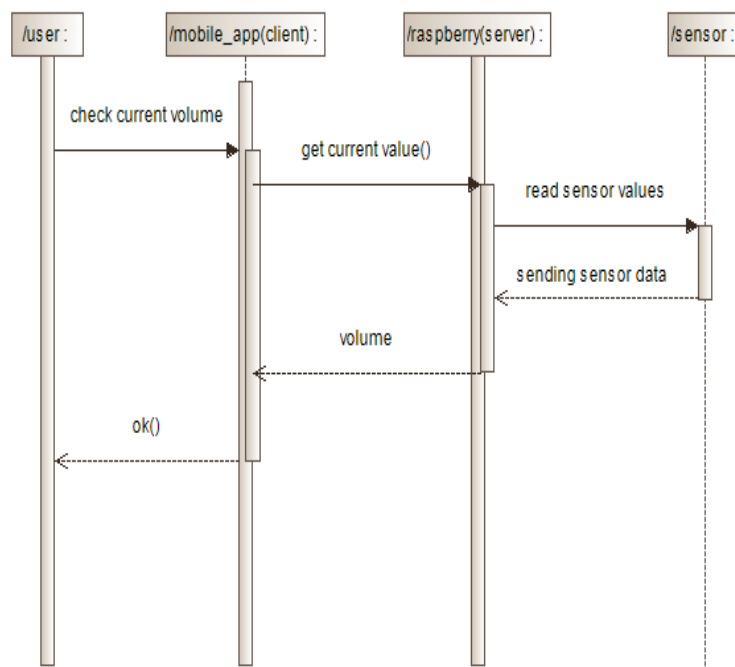 /user :
/mobile_app(client) :
/raspberry(server) :
/sensor :
check current volume
get current value()
read sensor values
sending sensor data
volume
ok()